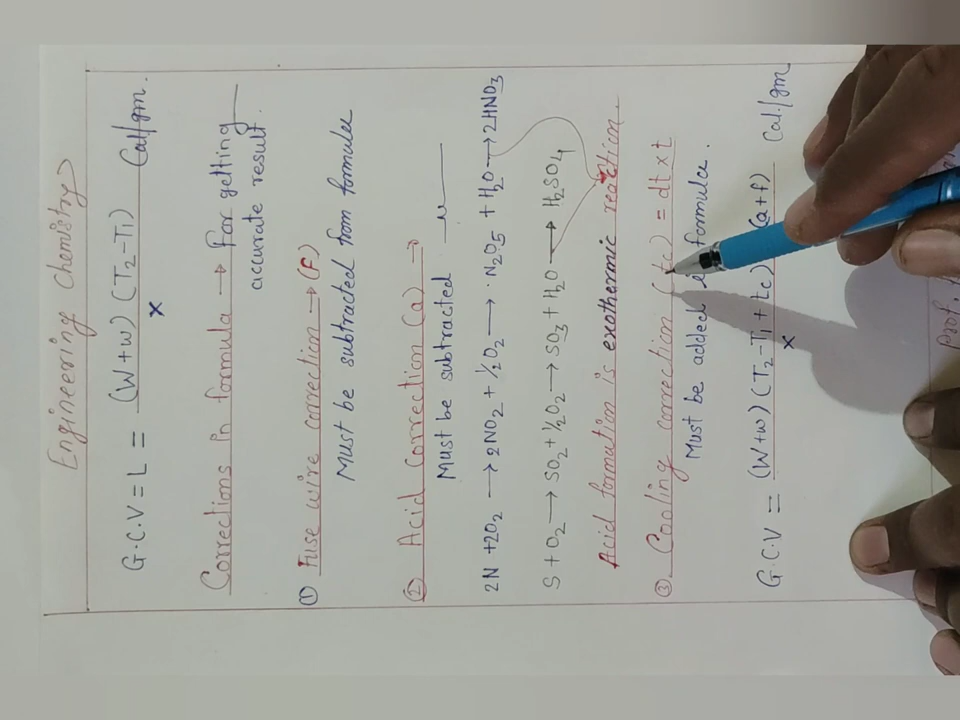 Engineering Chemistry
G.C.V = L = (W+w) (T₂-T₁) / x Cal/gm.
Corrections in formula → For getting
accurate result.
① Fuse wire correction → (F)
Must be subtracted from formula
② Acid Correction (a) →
Must be subtracted — " —
2N + 2O₂ → 2NO₂ + ½O₂ → N₂O₅ + H₂O → 2HNO₃
S + O₂ → SO₂ + ½O₂ → SO₃ + H₂O → H₂SO₄
Acid formation is exothermic reaction.
③ Cooling correction (tc) = dt x t
Must be added formula.
G.C.V = (W+w) (T₂-T₁ + tc) (a+f) / x Cal./gm
Prof.